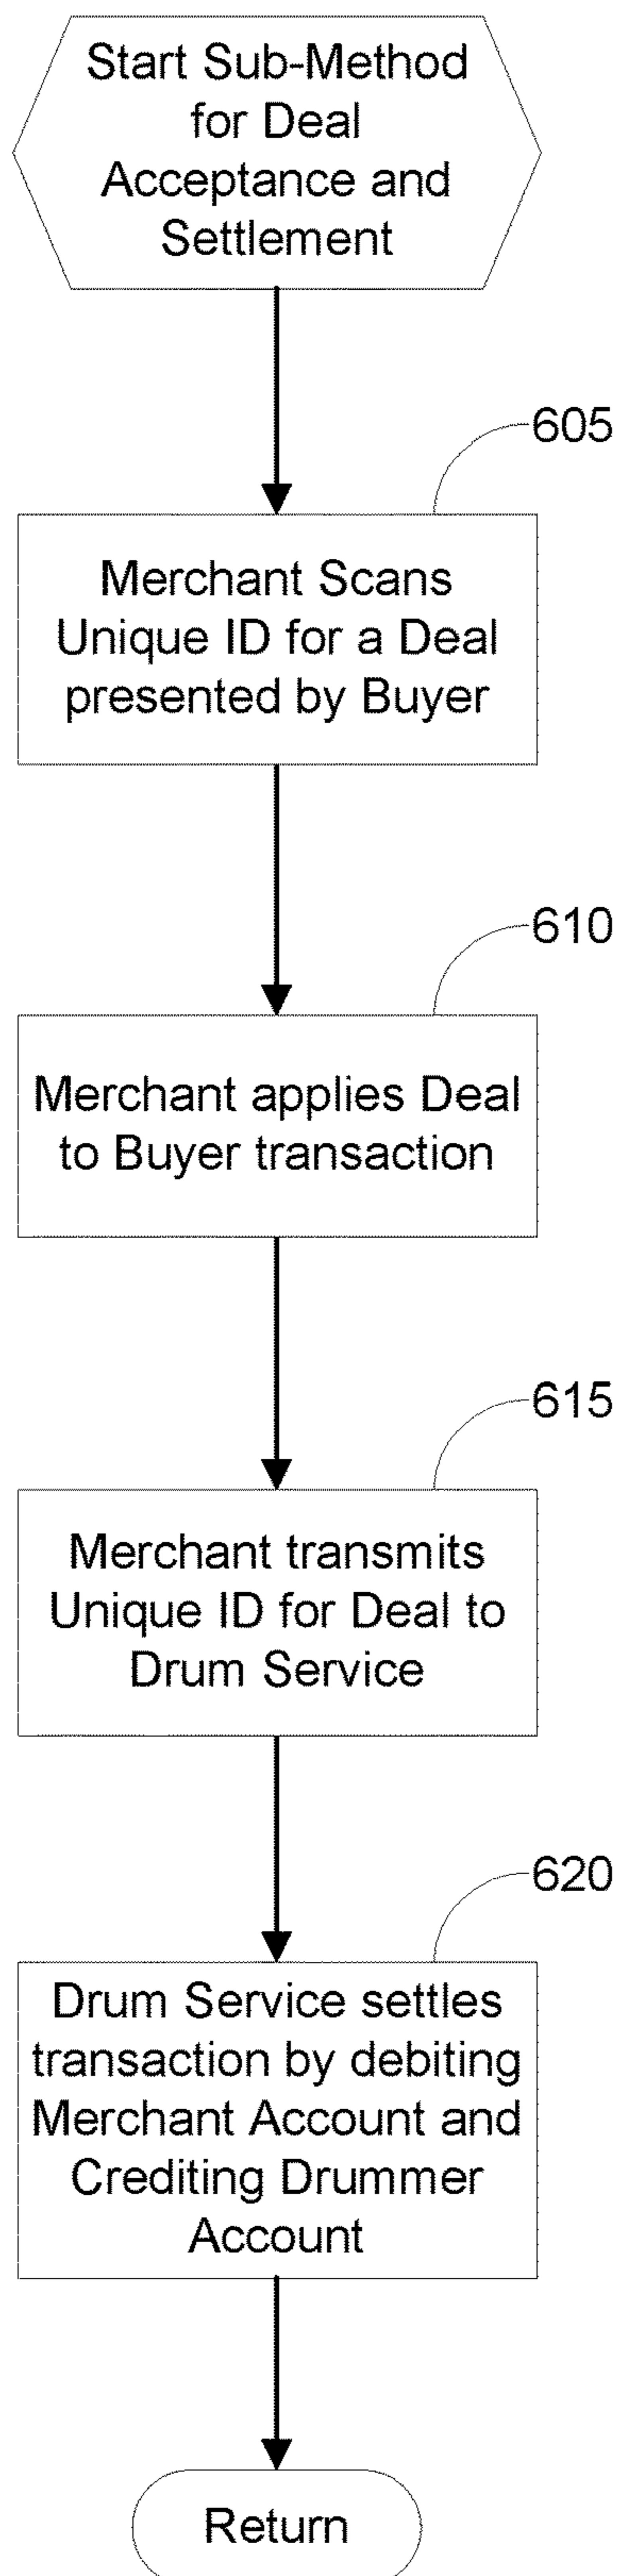 Start Sub-Method
for Deal
Acceptance and
Settlement
605
Merchant Scans
Unique ID for a Deal
presented by Buyer
610
Merchant applies Deal
to Buyer transaction
615
Merchant transmits
Unique ID for Deal to
Drum Service
620
Drum Service settles
transaction by debiting
Merchant Account and
Crediting Drummer
Account
Return